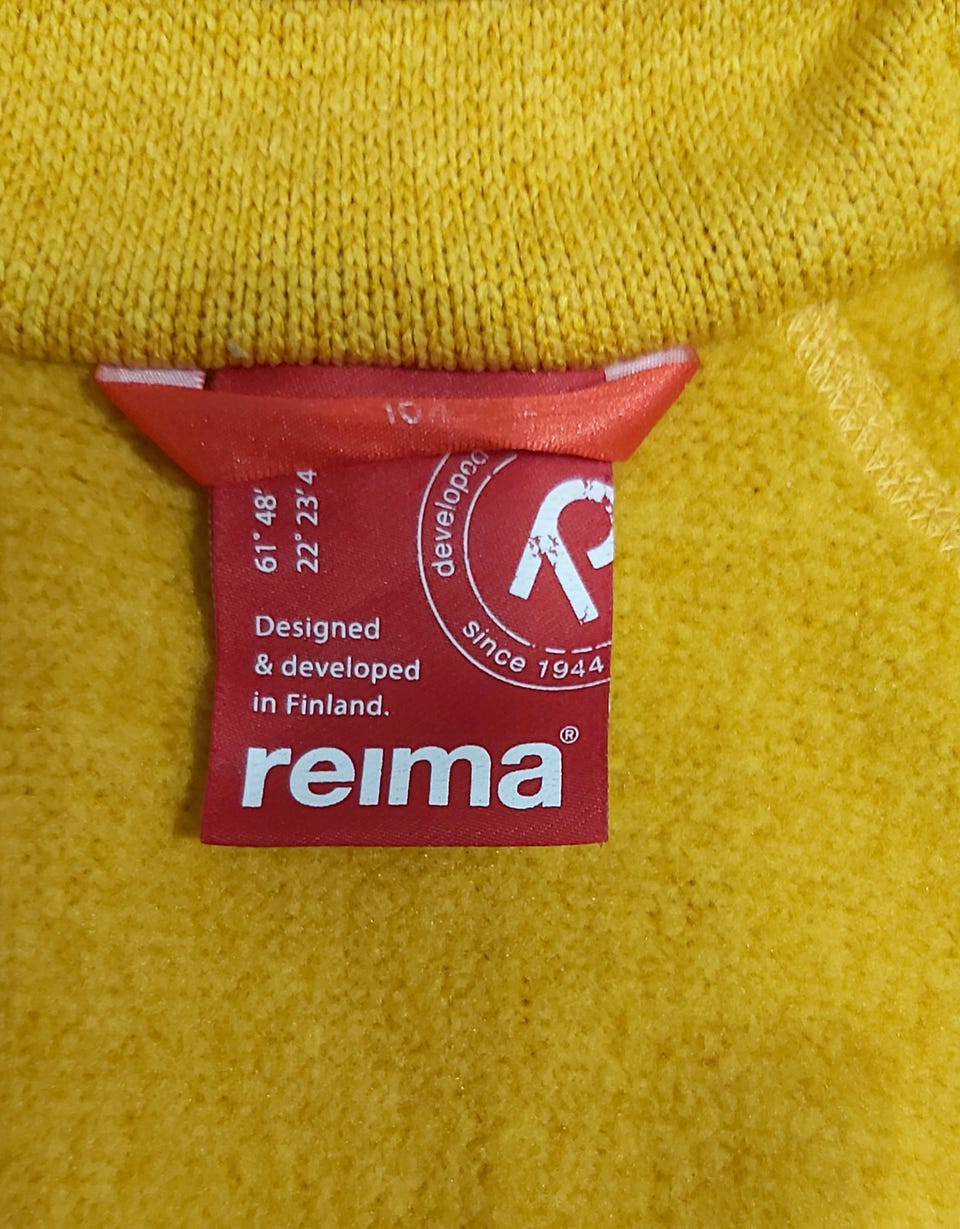 61° 48'
22° 23' 4
developed
since 1944
Designed
& developed
in Finland.
reima®